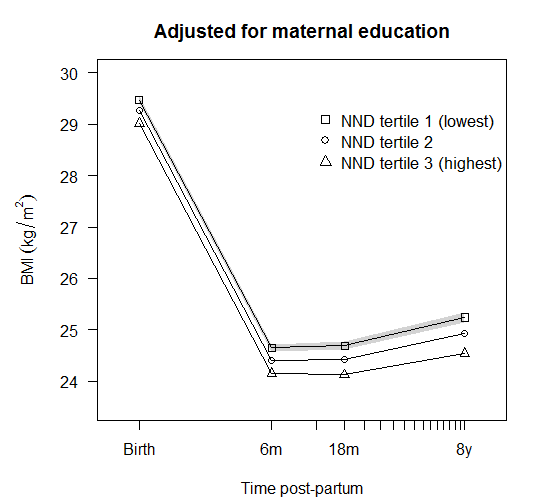 Adjusted for maternal education
30
29
28
27
26
25
24
BMI (kg/m²)
NND tertile 1 (lowest)
NND tertile 2
NND tertile 3 (highest)
Birth 6m 18m 8y
Time post-partum